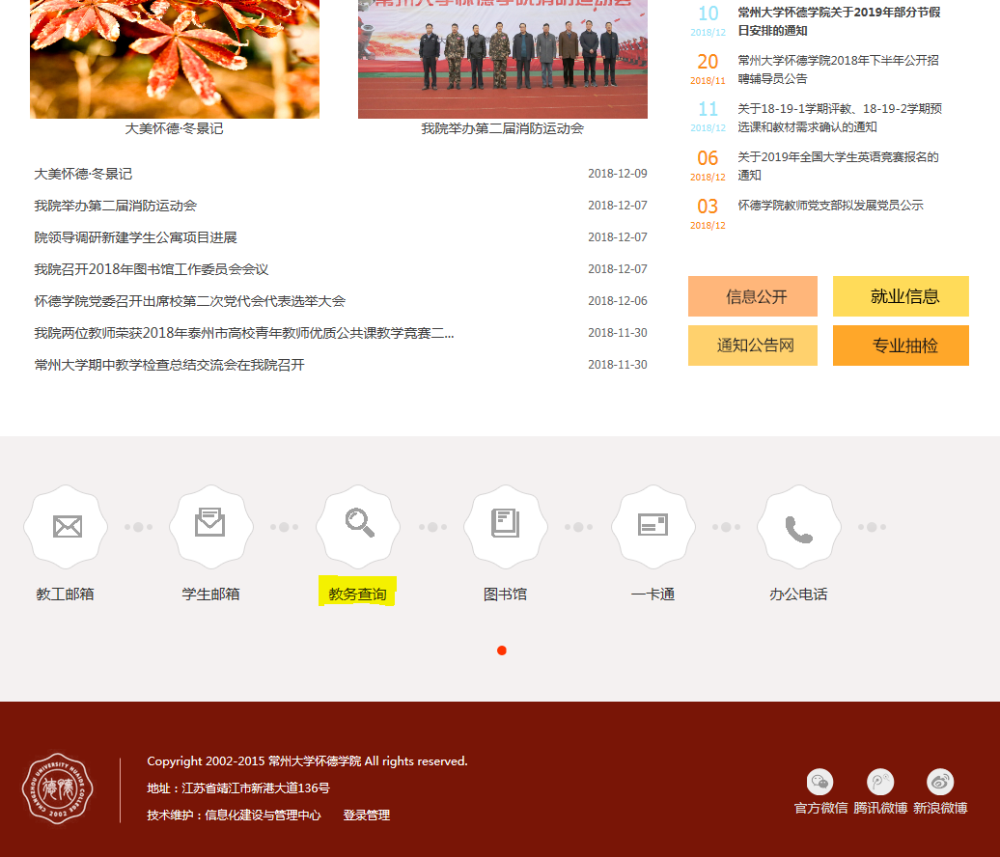 大美怀德·冬景记
我院举办第二届消防运动会
大美怀德·冬景记 2018-12-09
我院举办第二届消防运动会 2018-12-07
院领导调研新建学生公寓项目进展 2018-12-07
我院召开2018年图书馆工作委员会会议 2018-12-07
怀德学院党委召开出席校第二次党代会代表选举大会 2018-12-06
我院两位教师荣获2018年泰州市高校青年教师优质公共课教学竞赛二... 2018-11-30
常州大学期中教学检查总结交流会在我院召开 2018-11-30
10
2018/12
常州大学怀德学院关于2019年部分节假
日安排的通知
20
2018/11
常州大学怀德学院2018年下半年公开招
聘辅导员公告
11
2018/12
关于18-19-1学期评教、18-19-2学期预
选课和教材需求确认的通知
06
2018/12
关于2019年全国大学生英语竞赛报名的
通知
03
2018/12
怀德学院教师党支部拟发展党员公示
信息公开 就业信息
通知公告网 专业抽检
教工邮箱 学生邮箱 教务查询 图书馆 一卡通 办公电话
CHANGZHOU UNIVERSITY HUAIDE COLLEGE
2002
Copyright 2002-2015 常州大学怀德学院 All rights reserved.
地址：江苏省靖江市新港大道136号
技术维护：信息化建设与管理中心 登录管理
官方微信 腾讯微博 新浪微博